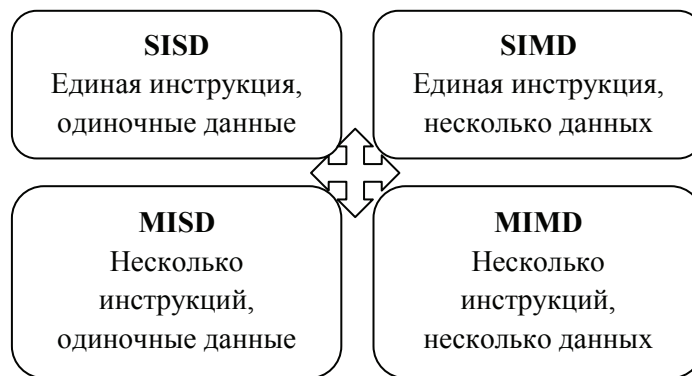 SISD
Единая инструкция,
одиночные данные
SIMD
Единая инструкция,
несколько данных
MISD
Несколько
инструкций,
одиночные данные
MIMD
Несколько
инструкций,
несколько данных